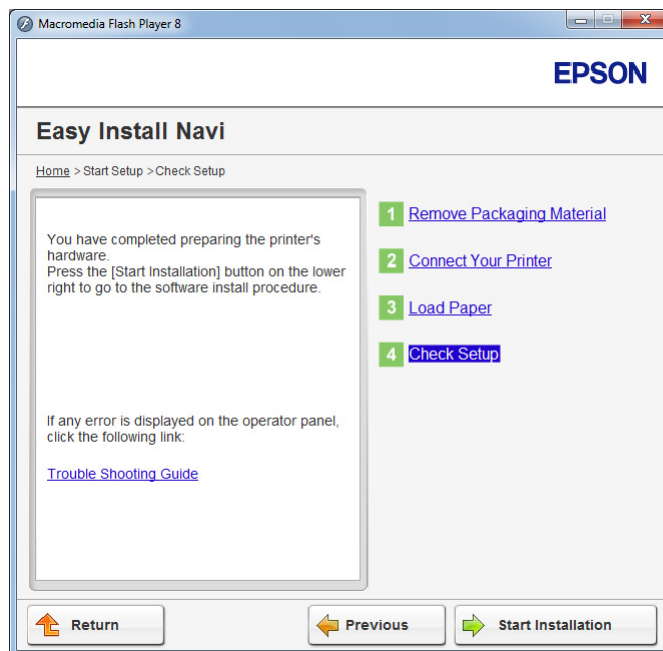 Macromedia Flash Player 8
EPSON
Easy Install Navi
Home > Start Setup >Check Setup
You have completed preparing the printer's
hardware.
Press the [Start Installation] button on the lower
right to go to the software install procedure.
If any error is displayed on the operator panel,
click the following link:
Trouble Shooting Guide
1 Remove Packaging Material
2 Connect Your Printer
3 Load Paper
4 Check Setup
Return
Previous
Start Installation